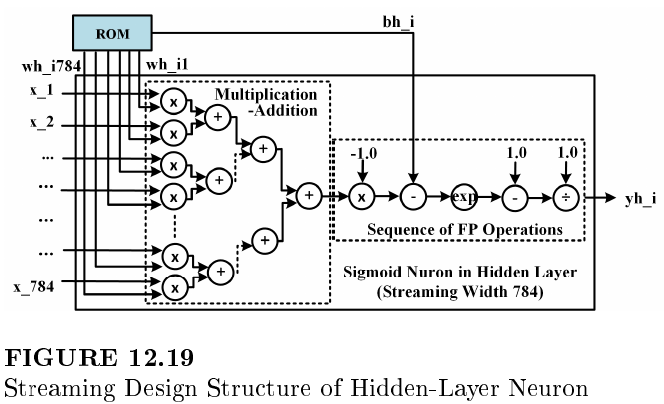 ROM
bh_i
wh_i784
wh_i1
x_1
Multiplication
-Addition
x
+
x_2
x
+
...
x
-1.0
1.0
1.0
+
...
x
+
x
-
exp
-
÷
yh_i
...
Sequence of FP Operations
+
...
x
+
Sigmoid Nuron in Hidden Layer
x_784
x
(Streaming Width 784)
FIGURE 12.19
Streaming Design Structure of Hidden-Layer Neuron